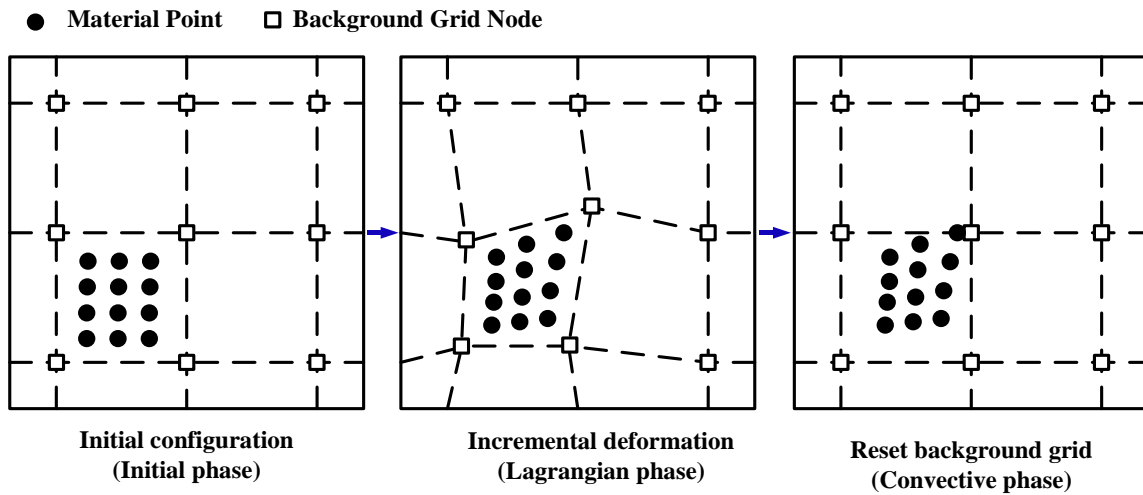 Material Point
Background Grid Node
Initial configuration
(Initial phase)
Incremental deformation
(Lagrangian phase)
Reset background grid
(Convective phase)